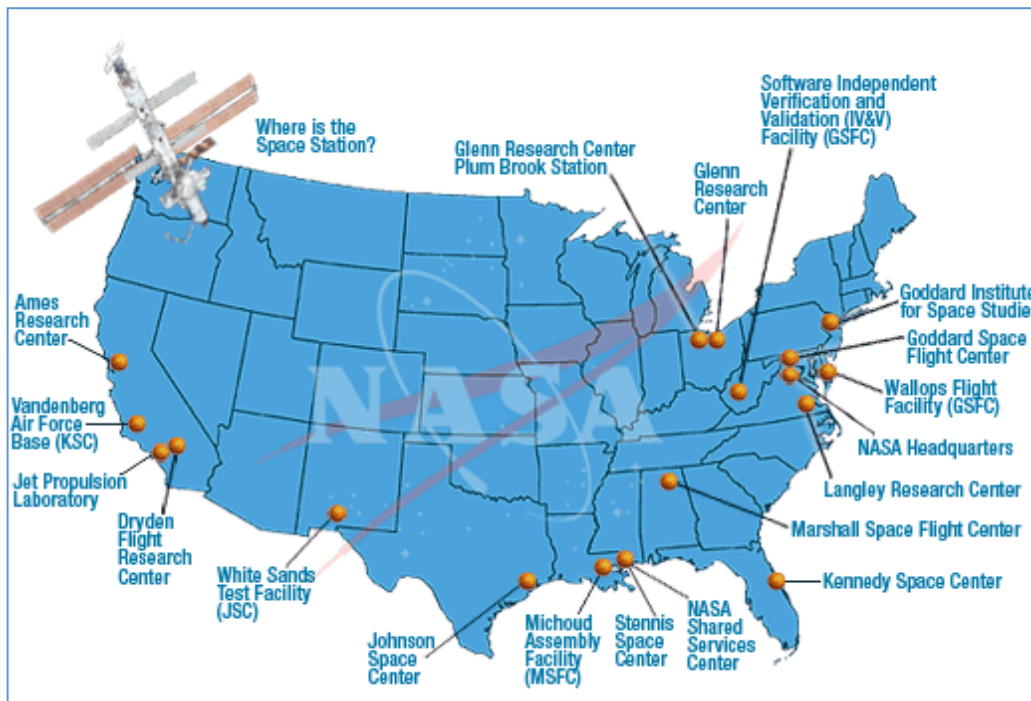 Where is the
Space Station?
Software Independent
Verification and
Validation (IV&V)
Facility (GSFC)
Glenn Research Center
Plum Brook Station
Glenn
Research
Center
Ames
Research
Center
Goddard Institute
for Space Studie
Goddard Space
Flight Center
Wallops Flight
Facility (GSFC)
NASA Headquarters
Langley Research Center
Marshall Space Flight Center
Kennedy Space Center
Vandenberg
Air Force
Base (KSC)
Jet Propulsion
Laboratory
Dryden
Flight
Research
Center
White Sands
Test Facility
(JSC)
Johnson
Space
Center
Michoud
Assembly
Facility
(MSFC)
Stennis
Space
Center
NASA
Shared
Services
Center
NASA